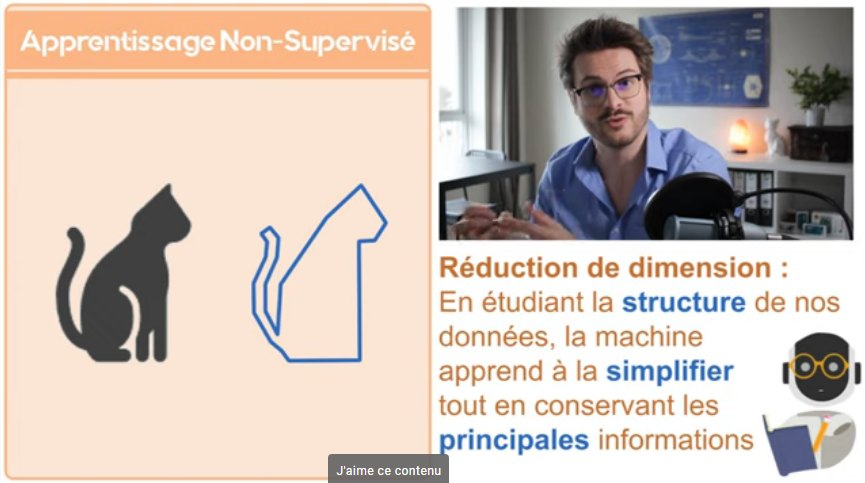 Apprentissage Non-Supervisé
Réduction de dimension :
En étudiant la structure de nos
données, la machine
apprend à la simplifier
tout en conservant les
principales informations
J'aime ce contenu